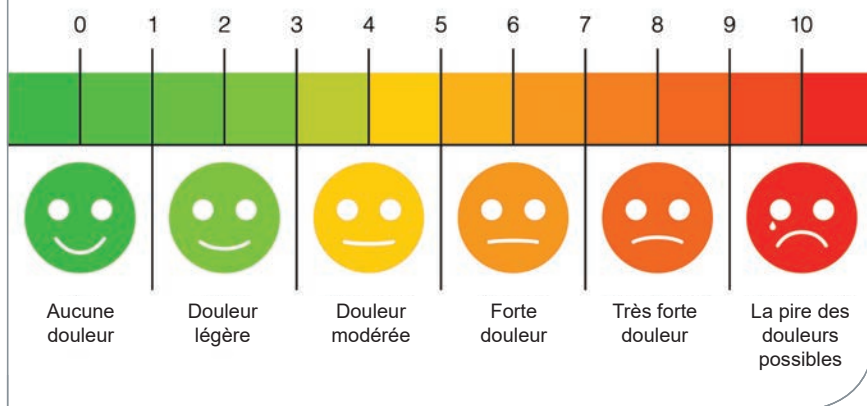 0 1 2 3 4 5 6 7 8 9 10
Aucune
douleur
Douleur
légère
Douleur
modérée
Forte
douleur
Très forte
douleur
La pire des
douleurs
possibles